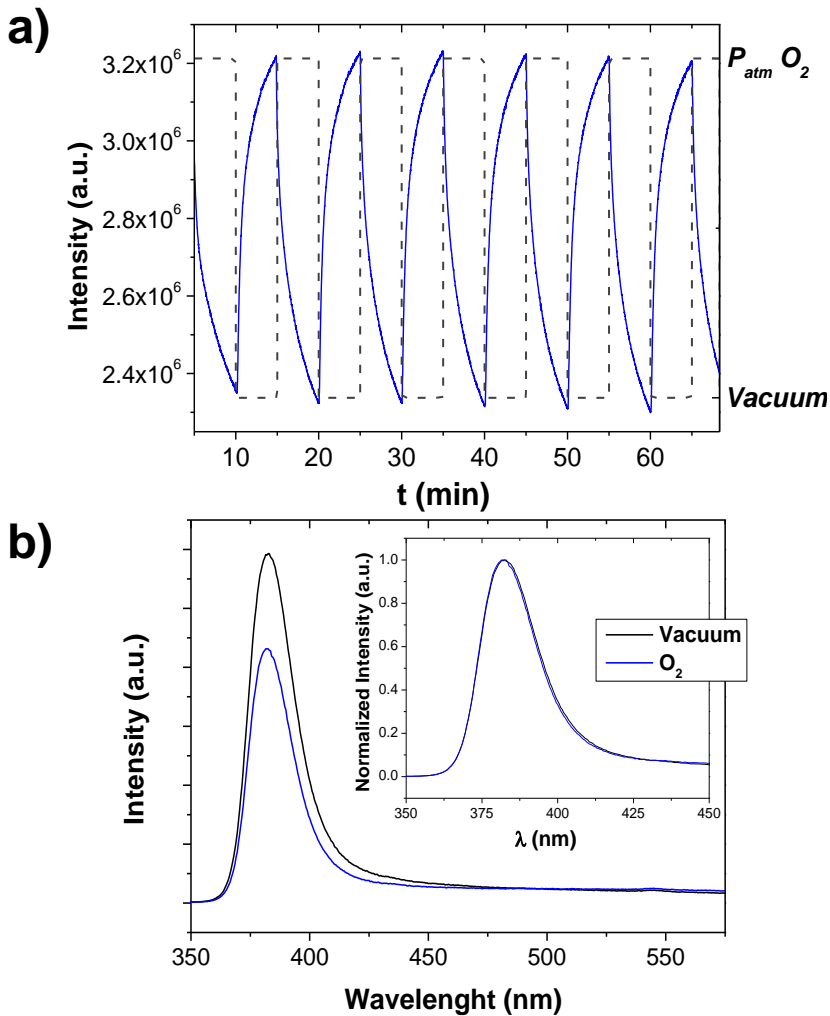 a)
P_atm O_2
3.2x10^6
3.0x10^6
2.8x10^6
2.6x10^6
2.4x10^6
Intensity (a.u.)
Vacuum
10 20 30 40 50 60
t (min)
b)
Intensity (a.u.)
Normalized Intensity (a.u.)
1.0
0.8
0.6
0.4
0.2
0.0
350 375 400 425 450
λ (nm)
Vacuum
O_2
350 400 450 500 550
Wavelenght (nm)